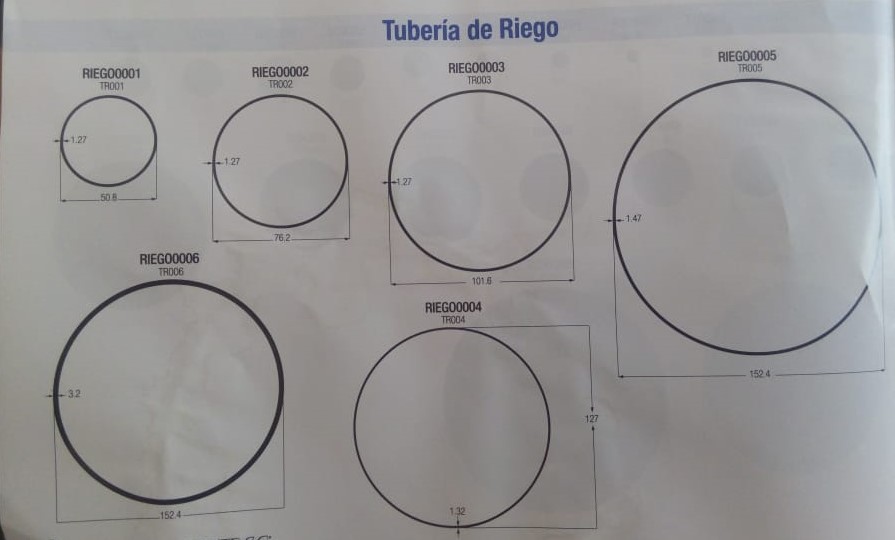 Tubería de Riego
RIEGO0001
TR001
1.27
50.8
RIEGO0002
TR002
1.27
76.2
RIEGO0003
TR003
1.27
101.6
RIEGO0005
TR005
1.47
152.4
RIEGO0006
TR006
3.2
152.4
RIEGO0004
TR004
127
1.32